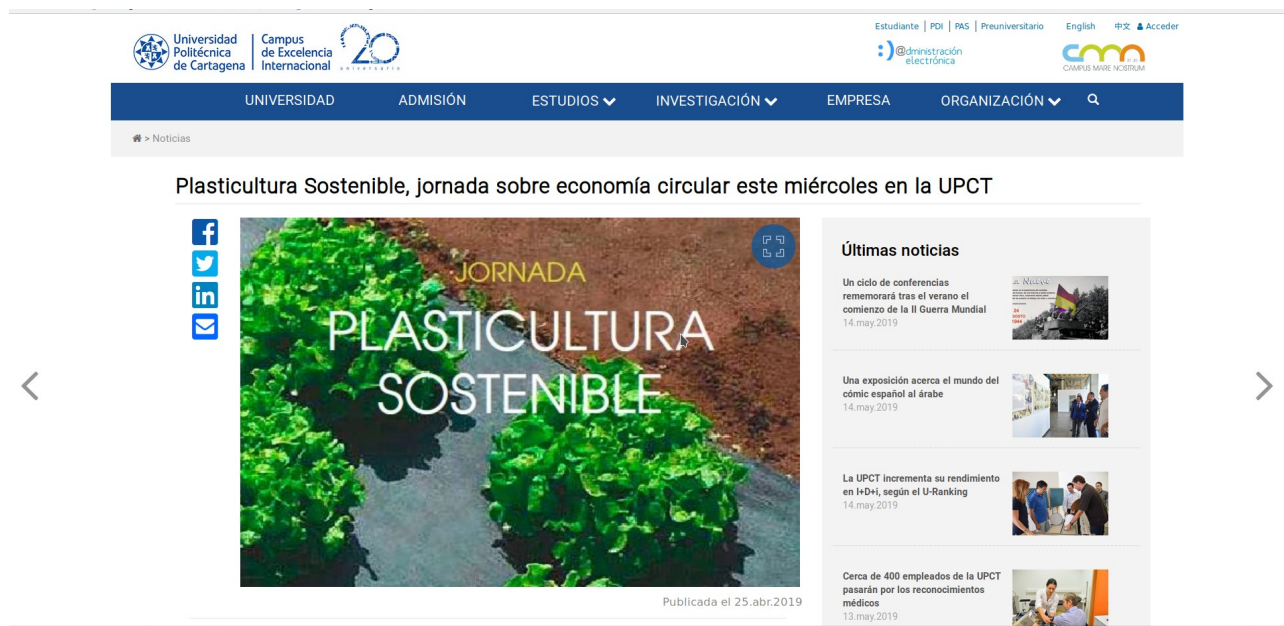 Universidad
Politécnica
de Cartagena
Campus
de Excelencia
Internacional
20
aniversario
Estudiante | PDI | PAS | Preuniversitario
English
中文
Acceder
:)@dministración
electrónica
CAMPUS MARE NOSTRUM
UNIVERSIDAD
ADMISIÓN
ESTUDIOS
INVESTIGACIÓN
EMPRESA
ORGANIZACIÓN
> Noticias
Plasticultura Sostenible, jornada sobre economía circular este miércoles en la UPCT
JORNADA
PLASTICULTURA
SOSTENIBLE
Publicada el 25.abr.2019
Últimas noticias
Un ciclo de conferencias
rememorará tras el verano el
comienzo de la II Guerra Mundial
14.may.2019
Una exposición acerca el mundo del
cómic español al árabe
14.may.2019
La UPCT incrementa su rendimiento
en I+D+i, según el U-Ranking
14.may.2019
Cerca de 400 empleados de la UPCT
pasarán por los reconocimientos
médicos
13.may.2019